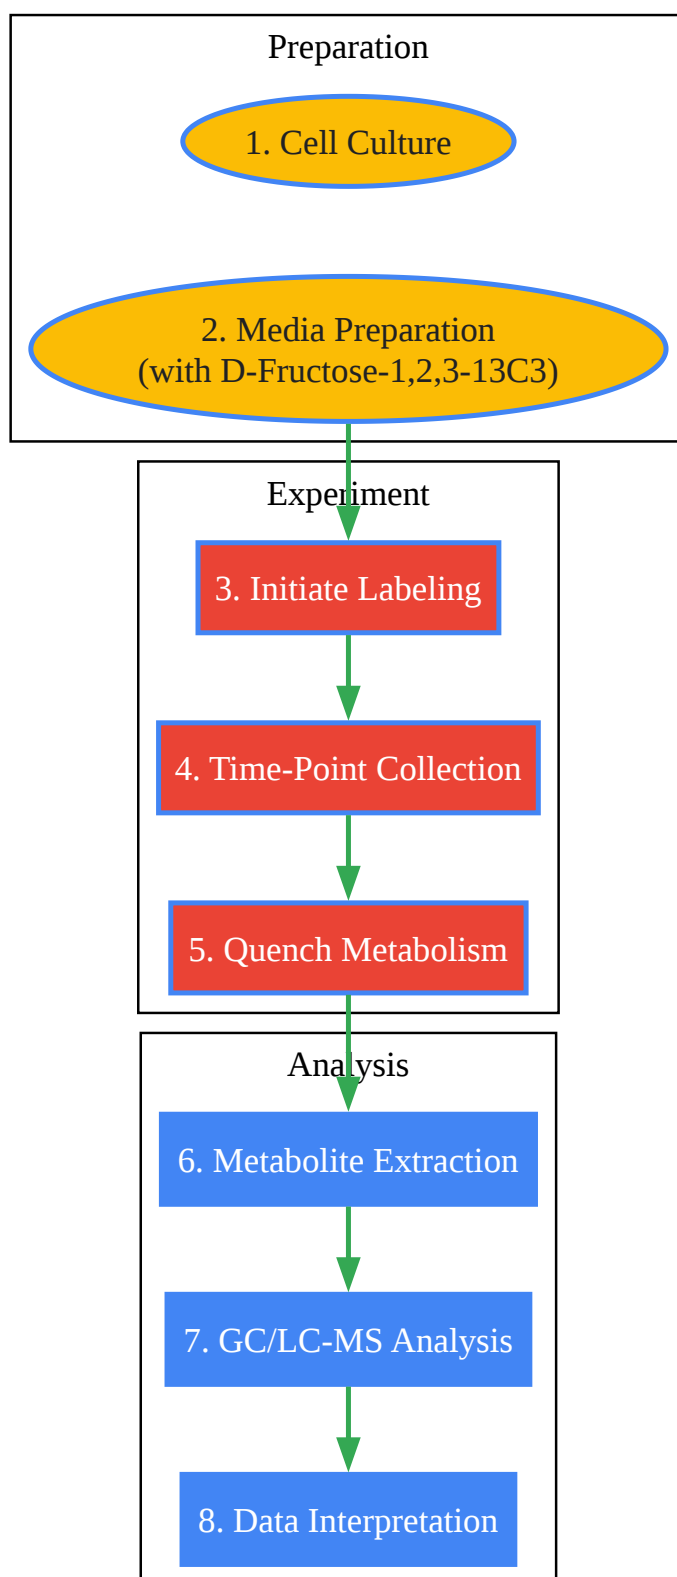 Preparation
1. Cell Culture
2. Media Preparation
(with D-Fructose-1,2,3-13C3)
Experiment
3. Initiate Labeling
4. Time-Point Collection
5. Quench Metabolism
Analysis
6. Metabolite Extraction
7. GC/LC-MS Analysis
8. Data Interpretation